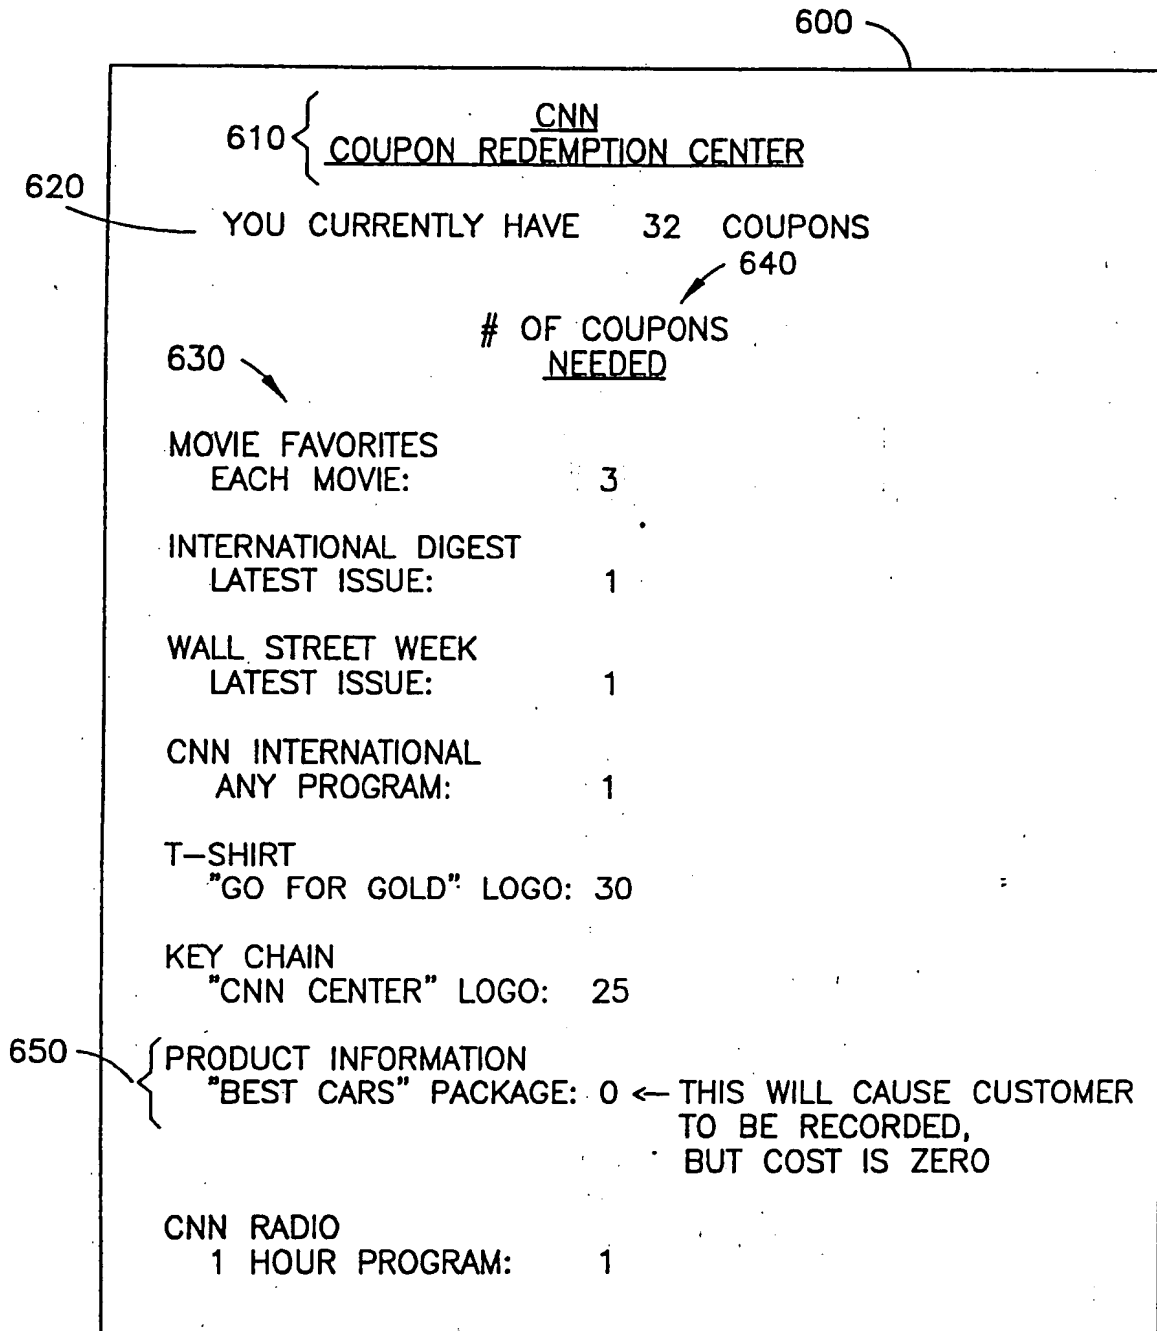 600
610 CNN
COUPON REDEMPTION CENTER
620
YOU CURRENTLY HAVE 32 COUPONS
640
# OF COUPONS
NEEDED
630
MOVIE FAVORITES
EACH MOVIE: 3
INTERNATIONAL DIGEST
LATEST ISSUE: 1
WALL STREET WEEK
LATEST ISSUE: 1
CNN INTERNATIONAL
ANY PROGRAM: 1
T-SHIRT
"GO FOR GOLD" LOGO: 30
KEY CHAIN
"CNN CENTER" LOGO: 25
650 PRODUCT INFORMATION
"BEST CARS" PACKAGE: 0 ← THIS WILL CAUSE CUSTOMER
TO BE RECORDED,
BUT COST IS ZERO
CNN RADIO
1 HOUR PROGRAM: 1